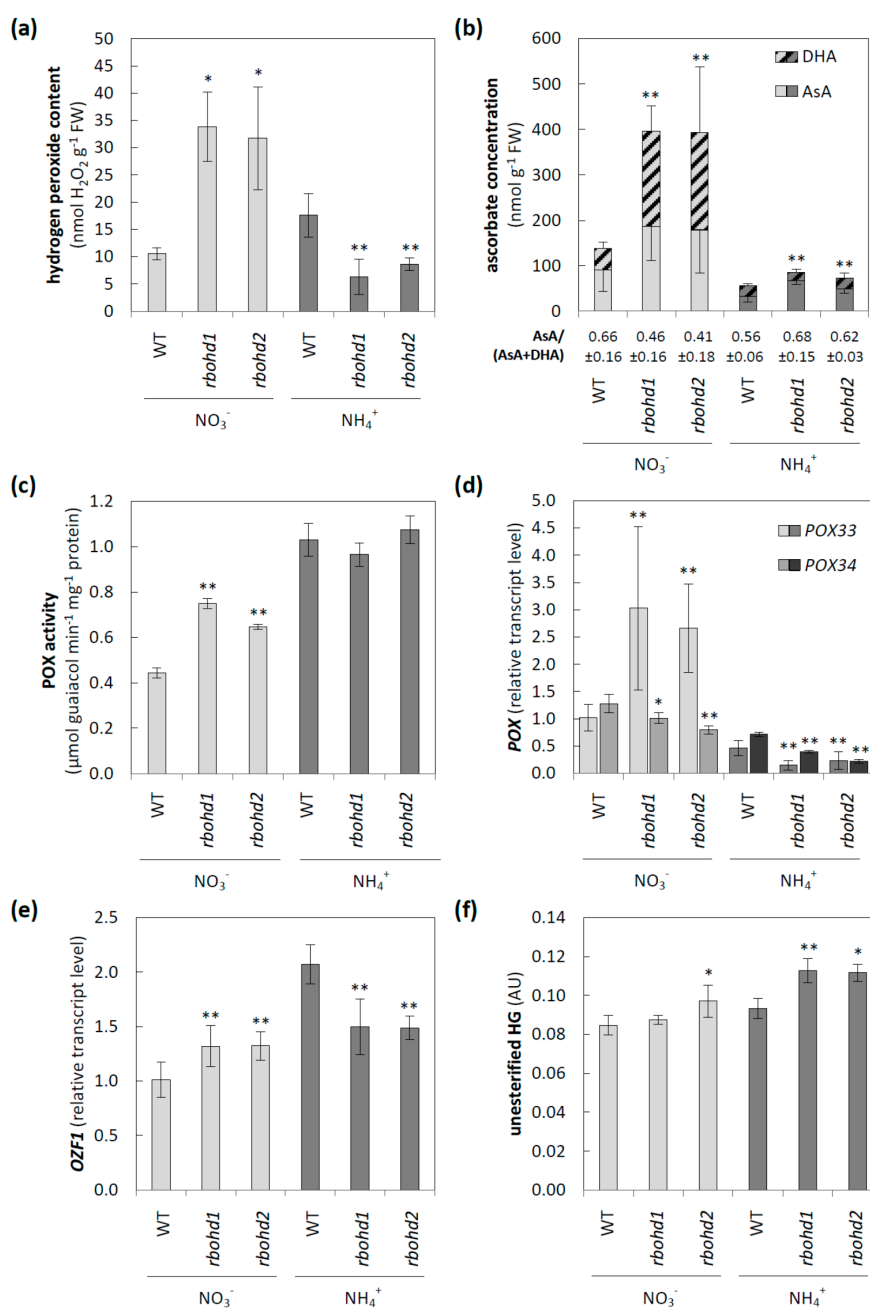 (a)
hydrogen peroxide content
(nmol H₂O₂ g⁻¹ FW)
50
45
40
35
30
25
20
15
10
5
0
* * ** **
WT rbohd1 rbohd2 WT rbohd1 rbohd2
NO₃⁻ NH₄⁺
(b)
ascorbate concentration
(nmol g⁻¹ FW)
600
500
400
300
200
100
0
DHA
AsA
** ** ** **
AsA/ 0.66 0.46 0.41 0.56 0.68 0.62
(AsA+DHA) ±0.16 ±0.16 ±0.18 ±0.06 ±0.15 ±0.03
WT rbohd1 rbohd2 WT rbohd1 rbohd2
NO₃⁻ NH₄⁺
(c)
POX activity
(µmol guaiacol min⁻¹ mg⁻¹ protein)
1.2
1.0
0.8
0.6
0.4
0.2
0.0
** **
WT rbohd1 rbohd2 WT rbohd1 rbohd2
NO₃⁻ NH₄⁺
(d)
POX (relative transcript level)
5.0
4.5
4.0
3.5
3.0
2.5
2.0
1.5
1.0
0.5
0.0
POX33
POX34
** * ** ** ** ** ** **
WT rbohd1 rbohd2 WT rbohd1 rbohd2
NO₃⁻ NH₄⁺
(e)
OZF1 (relative transcript level)
2.5
2.0
1.5
1.0
0.5
0.0
** ** ** **
WT rbohd1 rbohd2 WT rbohd1 rbohd2
NO₃⁻ NH₄⁺
(f)
unesterified HG (AU)
0.14
0.12
0.10
0.08
0.06
0.04
0.02
0.00
* ** *
WT rbohd1 rbohd2 WT rbohd1 rbohd2
NO₃⁻ NH₄⁺